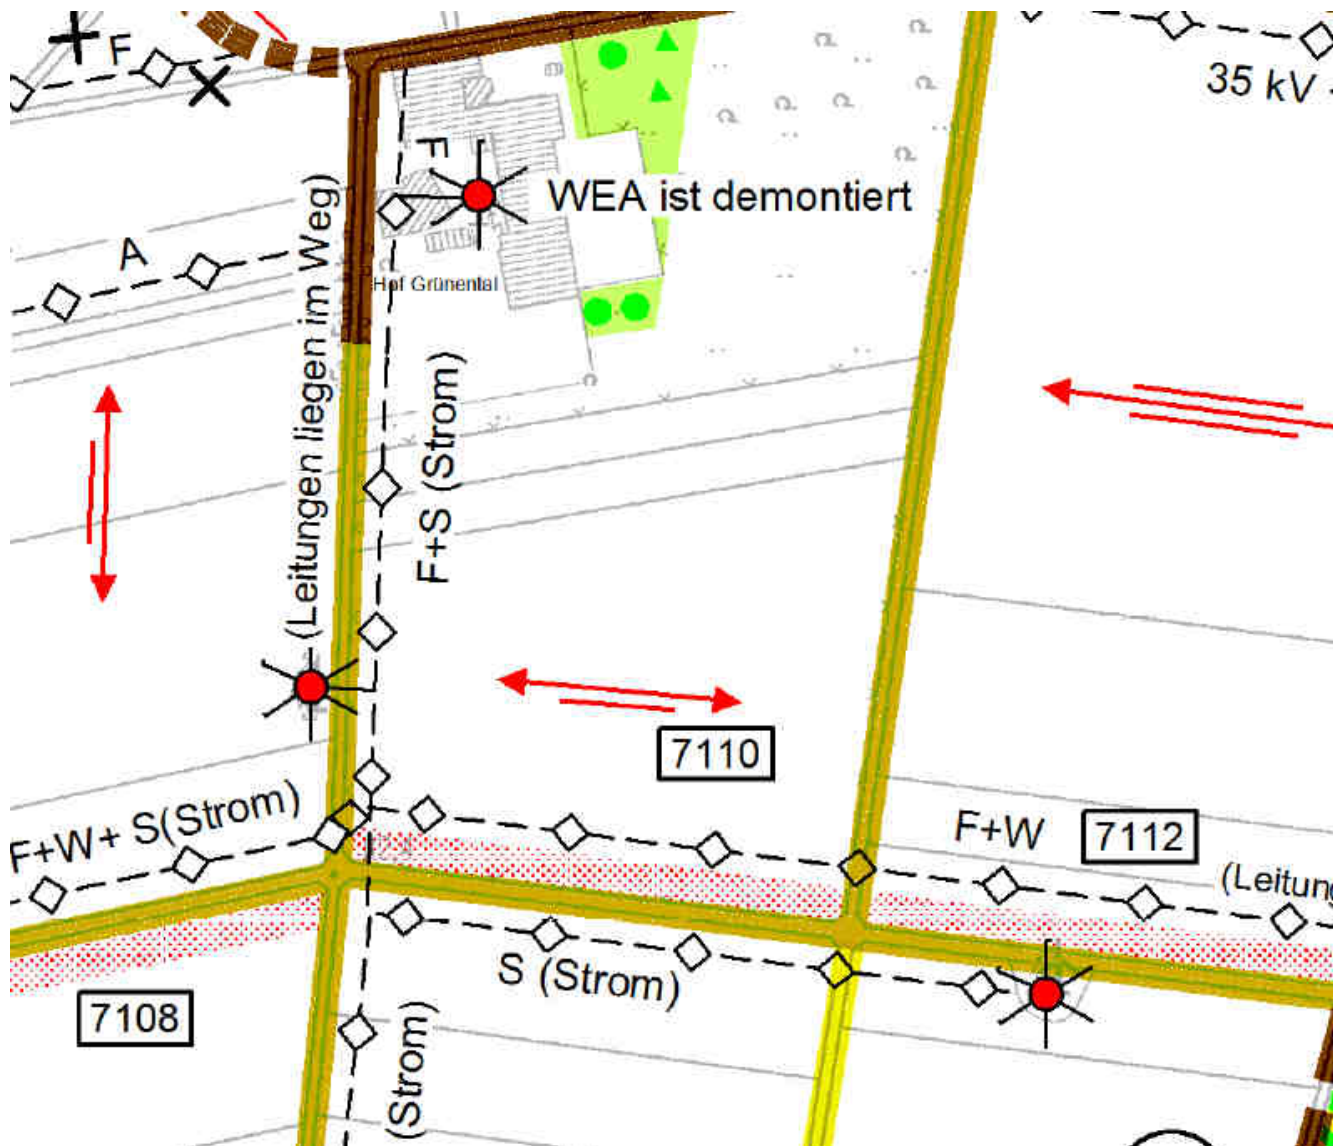 F
35 kV
F
WEA ist demontiert
A
Hof Grünental
(Leitungen liegen im Weg)
F+S (Strom)
7110
F+W+ S(Strom)
F+W
7112
(Leitung
S (Strom)
7108
(Strom)